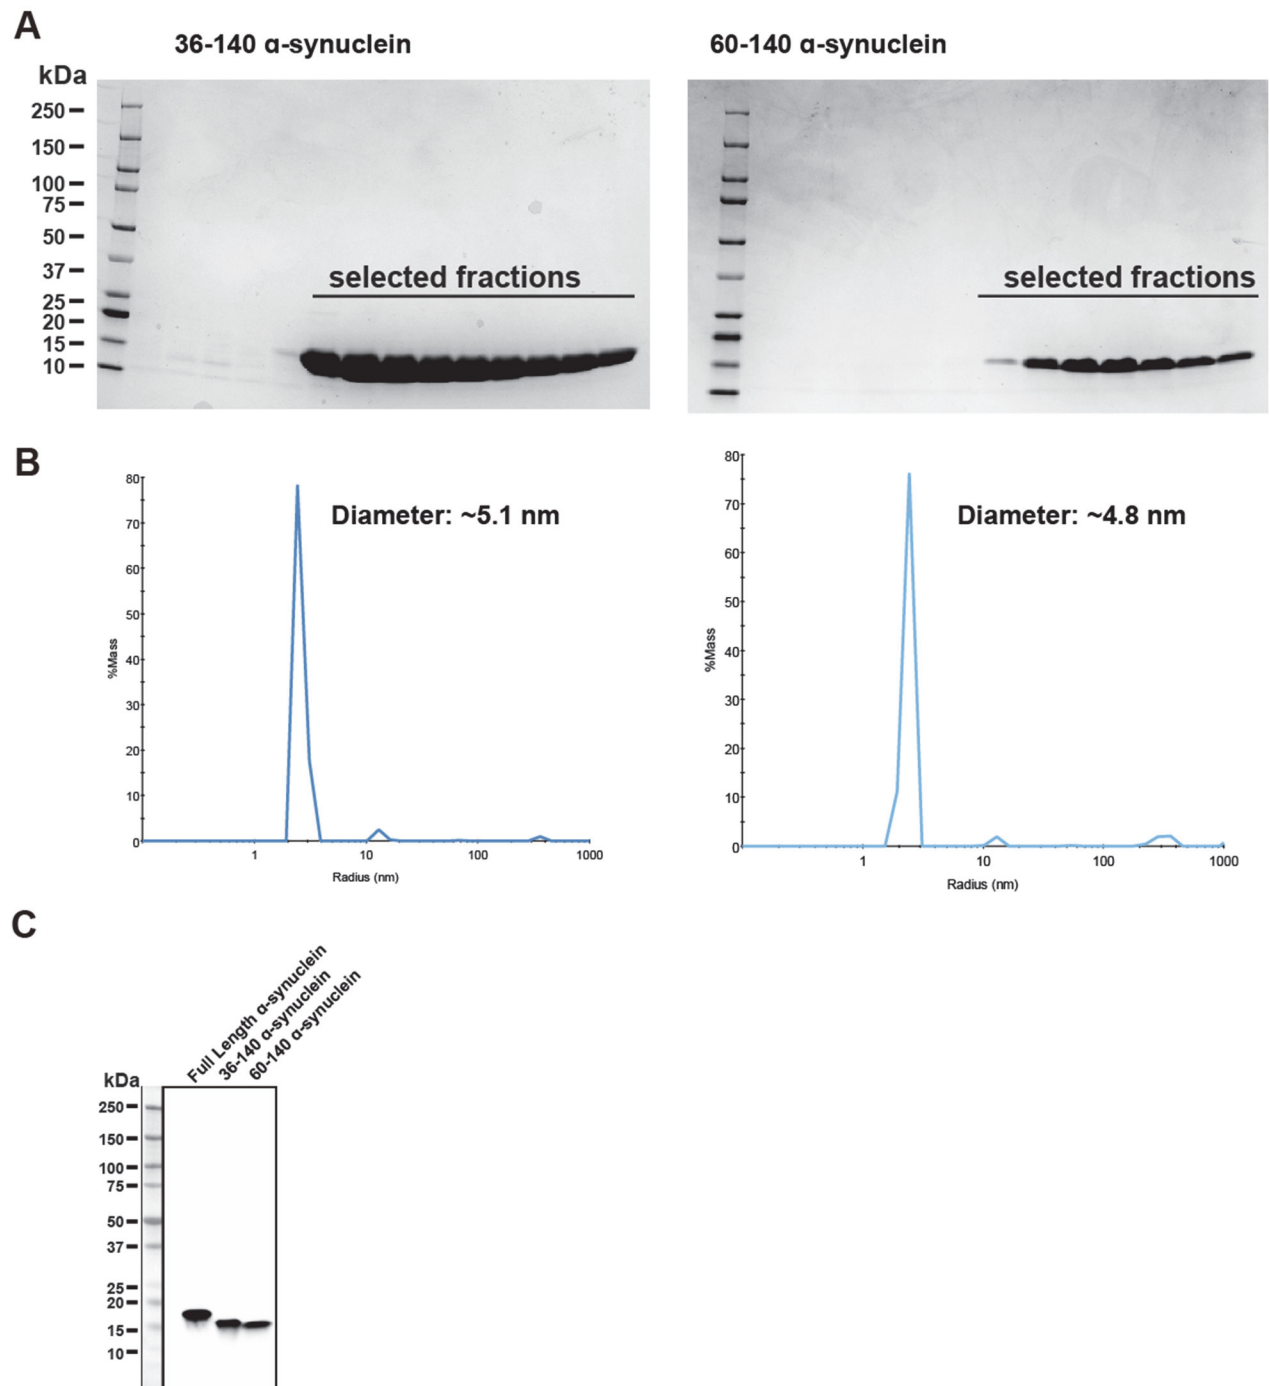 A
36-140 α-synuclein
60-140 α-synuclein
kDa
250
150
100
75
50
37
25
20
15
10
selected fractions
selected fractions
B
80
70
60
50
40
30
20
10
0
%Mass
1
10
100
1000
Radius (nm)
Diameter: ~5.1 nm
80
70
60
50
40
30
20
10
0
%Mass
1
10
100
1000
Radius (nm)
Diameter: ~4.8 nm
C
Full Length α-synuclein
36-140 α-synuclein
60-140 α-synuclein
kDa
250
150
100
75
50
37
25
20
15
10